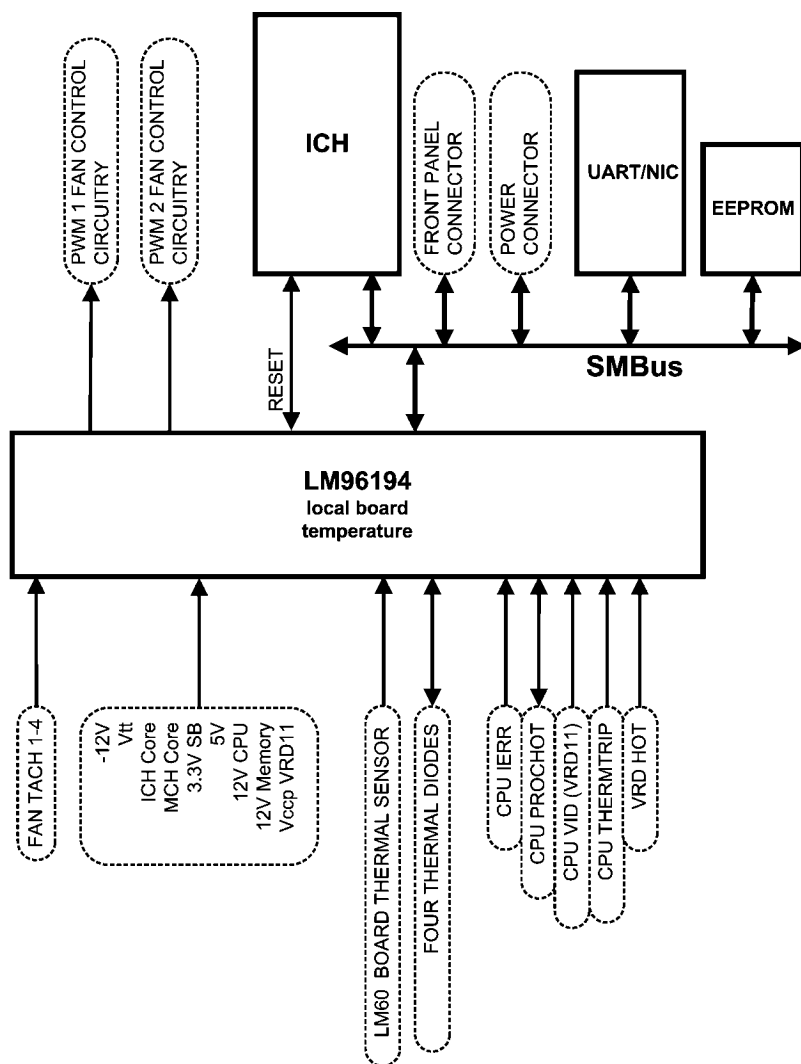 PWM 1 FAN CONTROL
CIRCUITRY
PWM 2 FAN CONTROL
CIRCUITRY
ICH
FRONT PANEL
CONNECTOR
POWER
CONNECTOR
UART/NIC
EEPROM
RESET
SMBus
LM96194
local board
temperature
FAN TACH 1-4
-12V
Vtt
ICH Core
MCH Core
3.3V SB
5V
12V CPU
12V Memory
Vccp VRD11
LM60 BOARD THERMAL SENSOR
FOUR THERMAL DIODES
CPU IERR
CPU PROCHOT
CPU VID (VRD11)
CPU THERMTRIP
VRD HOT